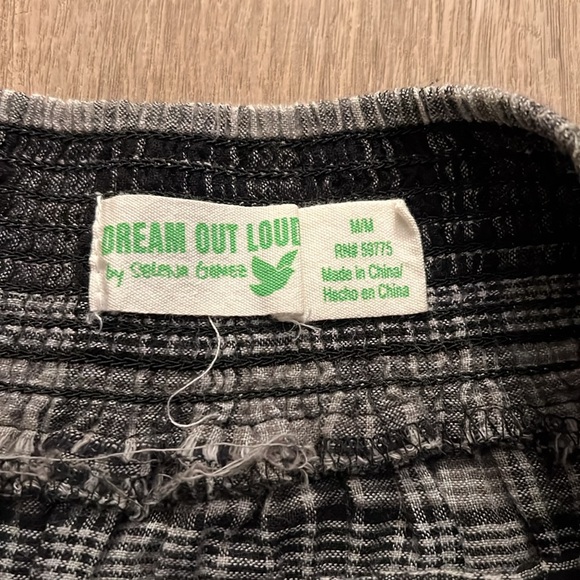 DREAM OUT LOUD
by SELENA GOMEZ
M/M
RN# 59775
Made in China/
Hecho en China